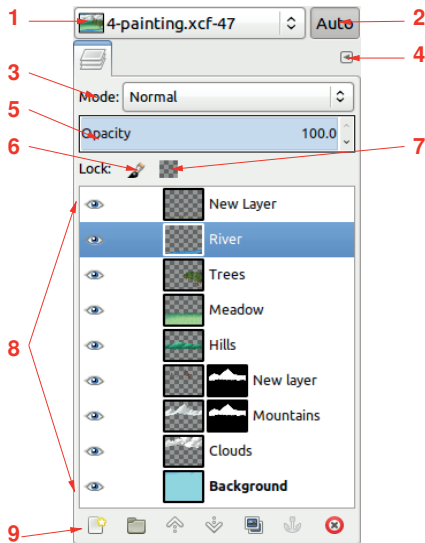 1
4-painting.xcf-47
Auto
2
4
3
Mode: Normal
5
Opacity 100.0
6
Lock:
7
New Layer
River
Trees
Meadow
8
Hills
New layer
Mountains
Clouds
Background
9